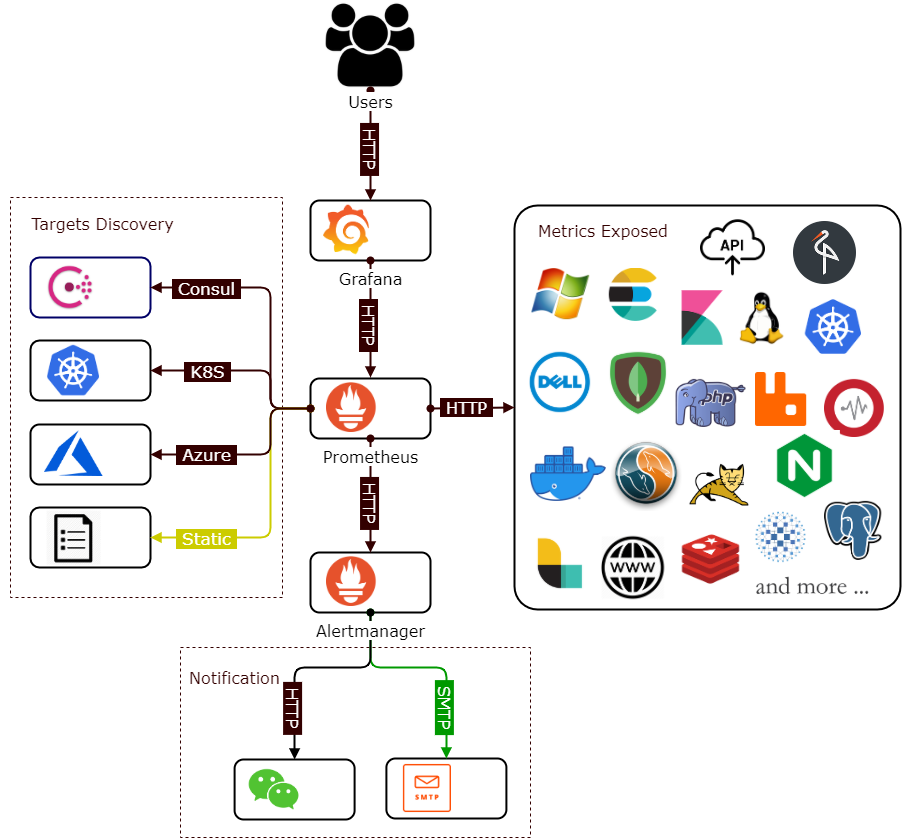 Users
HTTP
Targets Discovery
Metrics Exposed
API
Grafana
Consul
HTTP
K8S
DELL
php
HTTP
Prometheus
Azure
HTTP
N
Static
WWW
and more ...
Alertmanager
Notification
HTTP
SMTP
SMTP